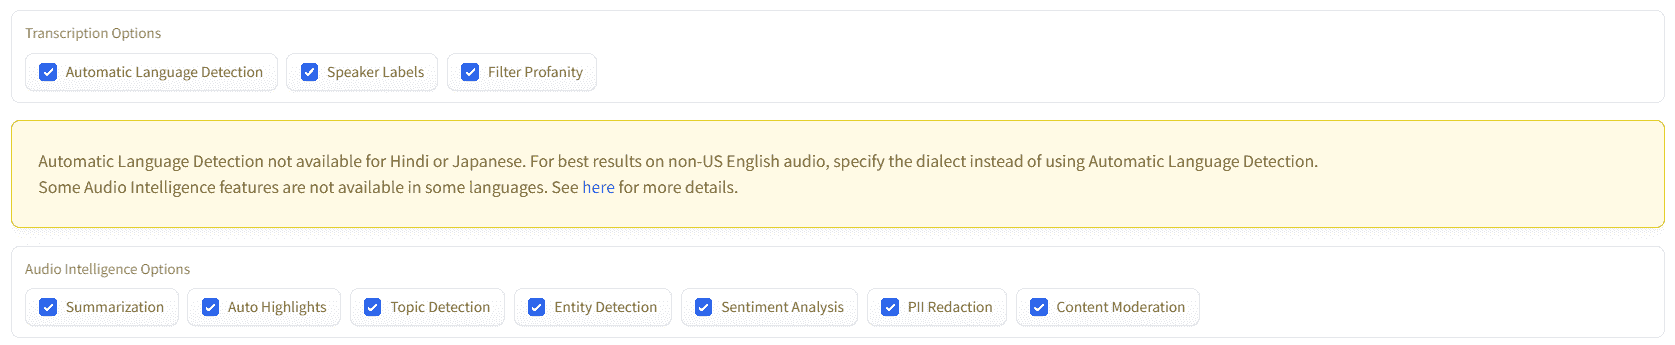 Transcription Options
Automatic Language Detection Speaker Labels Filter Profanity
Automatic Language Detection not available for Hindi or Japanese. For best results on non-US English audio, specify the dialect instead of using Automatic Language Detection.
Some Audio Intelligence features are not available in some languages. See here for more details.
Audio Intelligence Options
Summarization Auto Highlights Topic Detection Entity Detection Sentiment Analysis PII Redaction Content Moderation